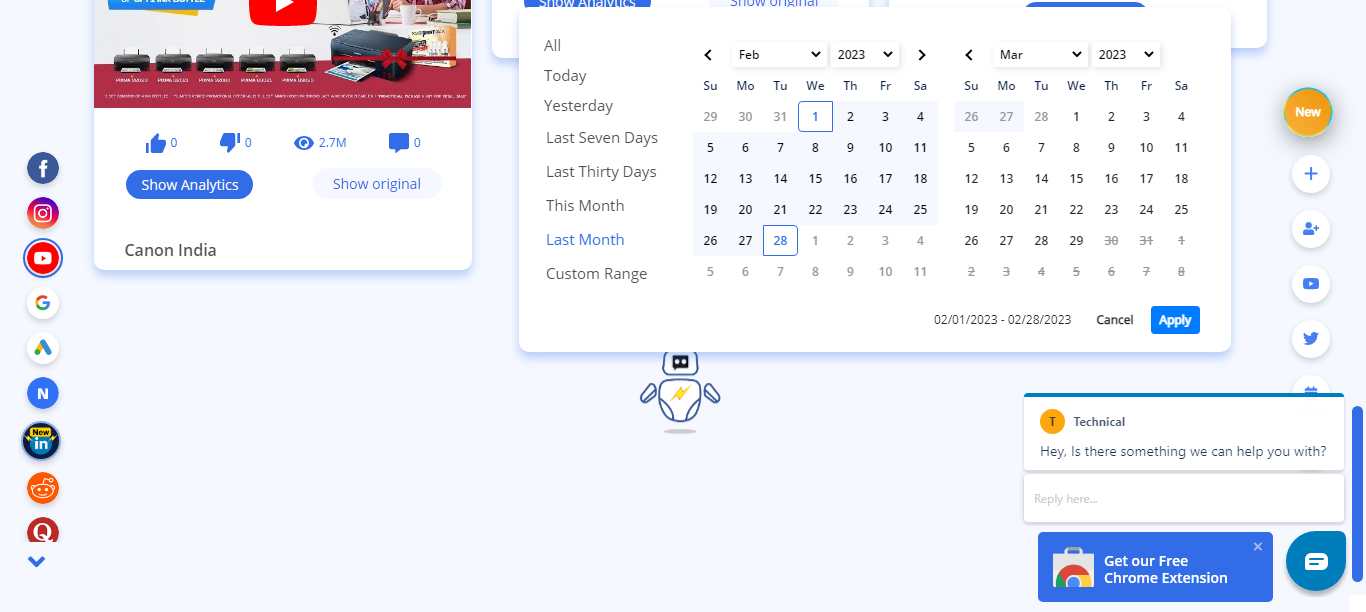 Show Analytics
Show original
PIXMA G2020 PIXMA G3020 PIXMA G3021
0 0 2.7M 0
Show Analytics Show original
Canon India
All
Today
Yesterday
Last Seven Days
Last Thirty Days
This Month
Last Month
Custom Range
Feb 2023
Su Mo Tu We Th Fr Sa
29 30 31 1 2 3 4
5 6 7 8 9 10 11
12 13 14 15 16 17 18
19 20 21 22 23 24 25
26 27 28 1 2 3 4
5 6 7 8 9 10 11
Mar 2023
Su Mo Tu We Th Fr Sa
26 27 28 1 2 3 4
5 6 7 8 9 10 11
12 13 14 15 16 17 18
19 20 21 22 23 24 25
26 27 28 29 30 31 1
2 3 4 5 6 7 8
02/01/2023 - 02/28/2023 Cancel Apply
New
N
New
in
T Technical
Hey, Is there something we can help you with?
Reply here...
Get our Free
Chrome Extension